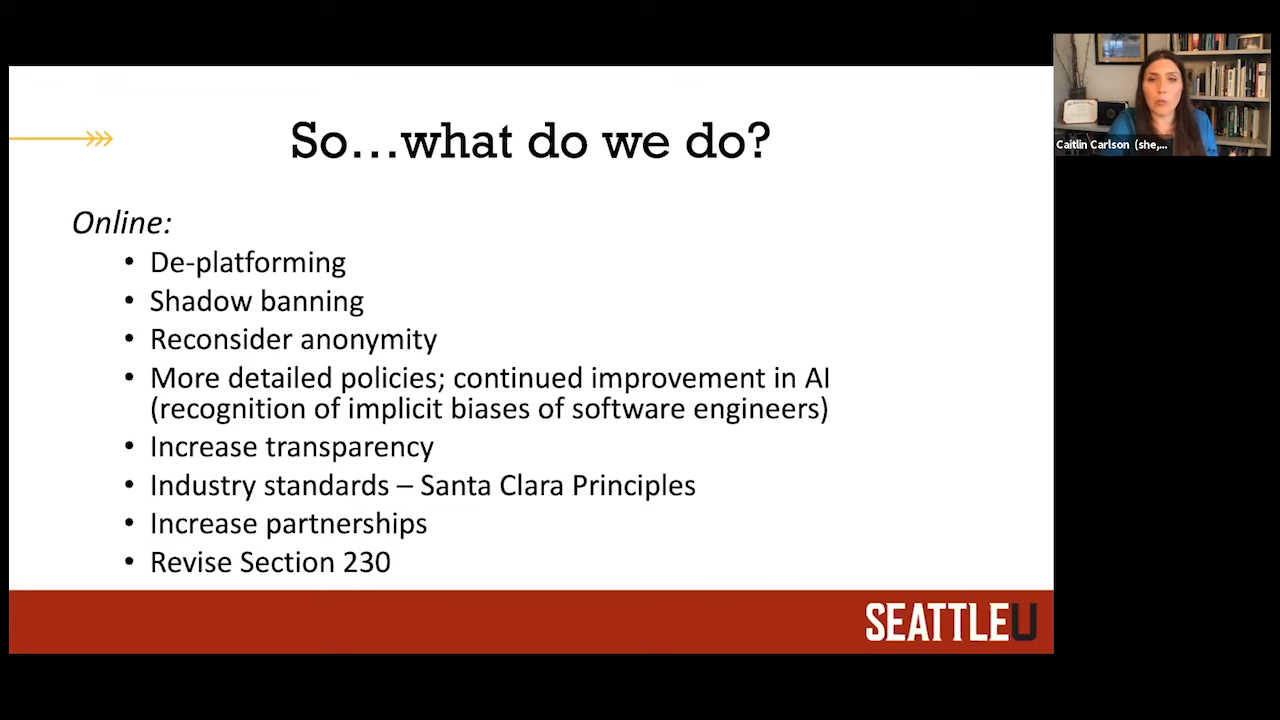 So...what do we do?
Online:
• De-platforming
• Shadow banning
• Reconsider anonymity
• More detailed policies; continued improvement in AI
(recognition of implicit biases of software engineers)
• Increase transparency
• Industry standards – Santa Clara Principles
• Increase partnerships
• Revise Section 230
SEATTLEU
Caitlin Carlson (she,...